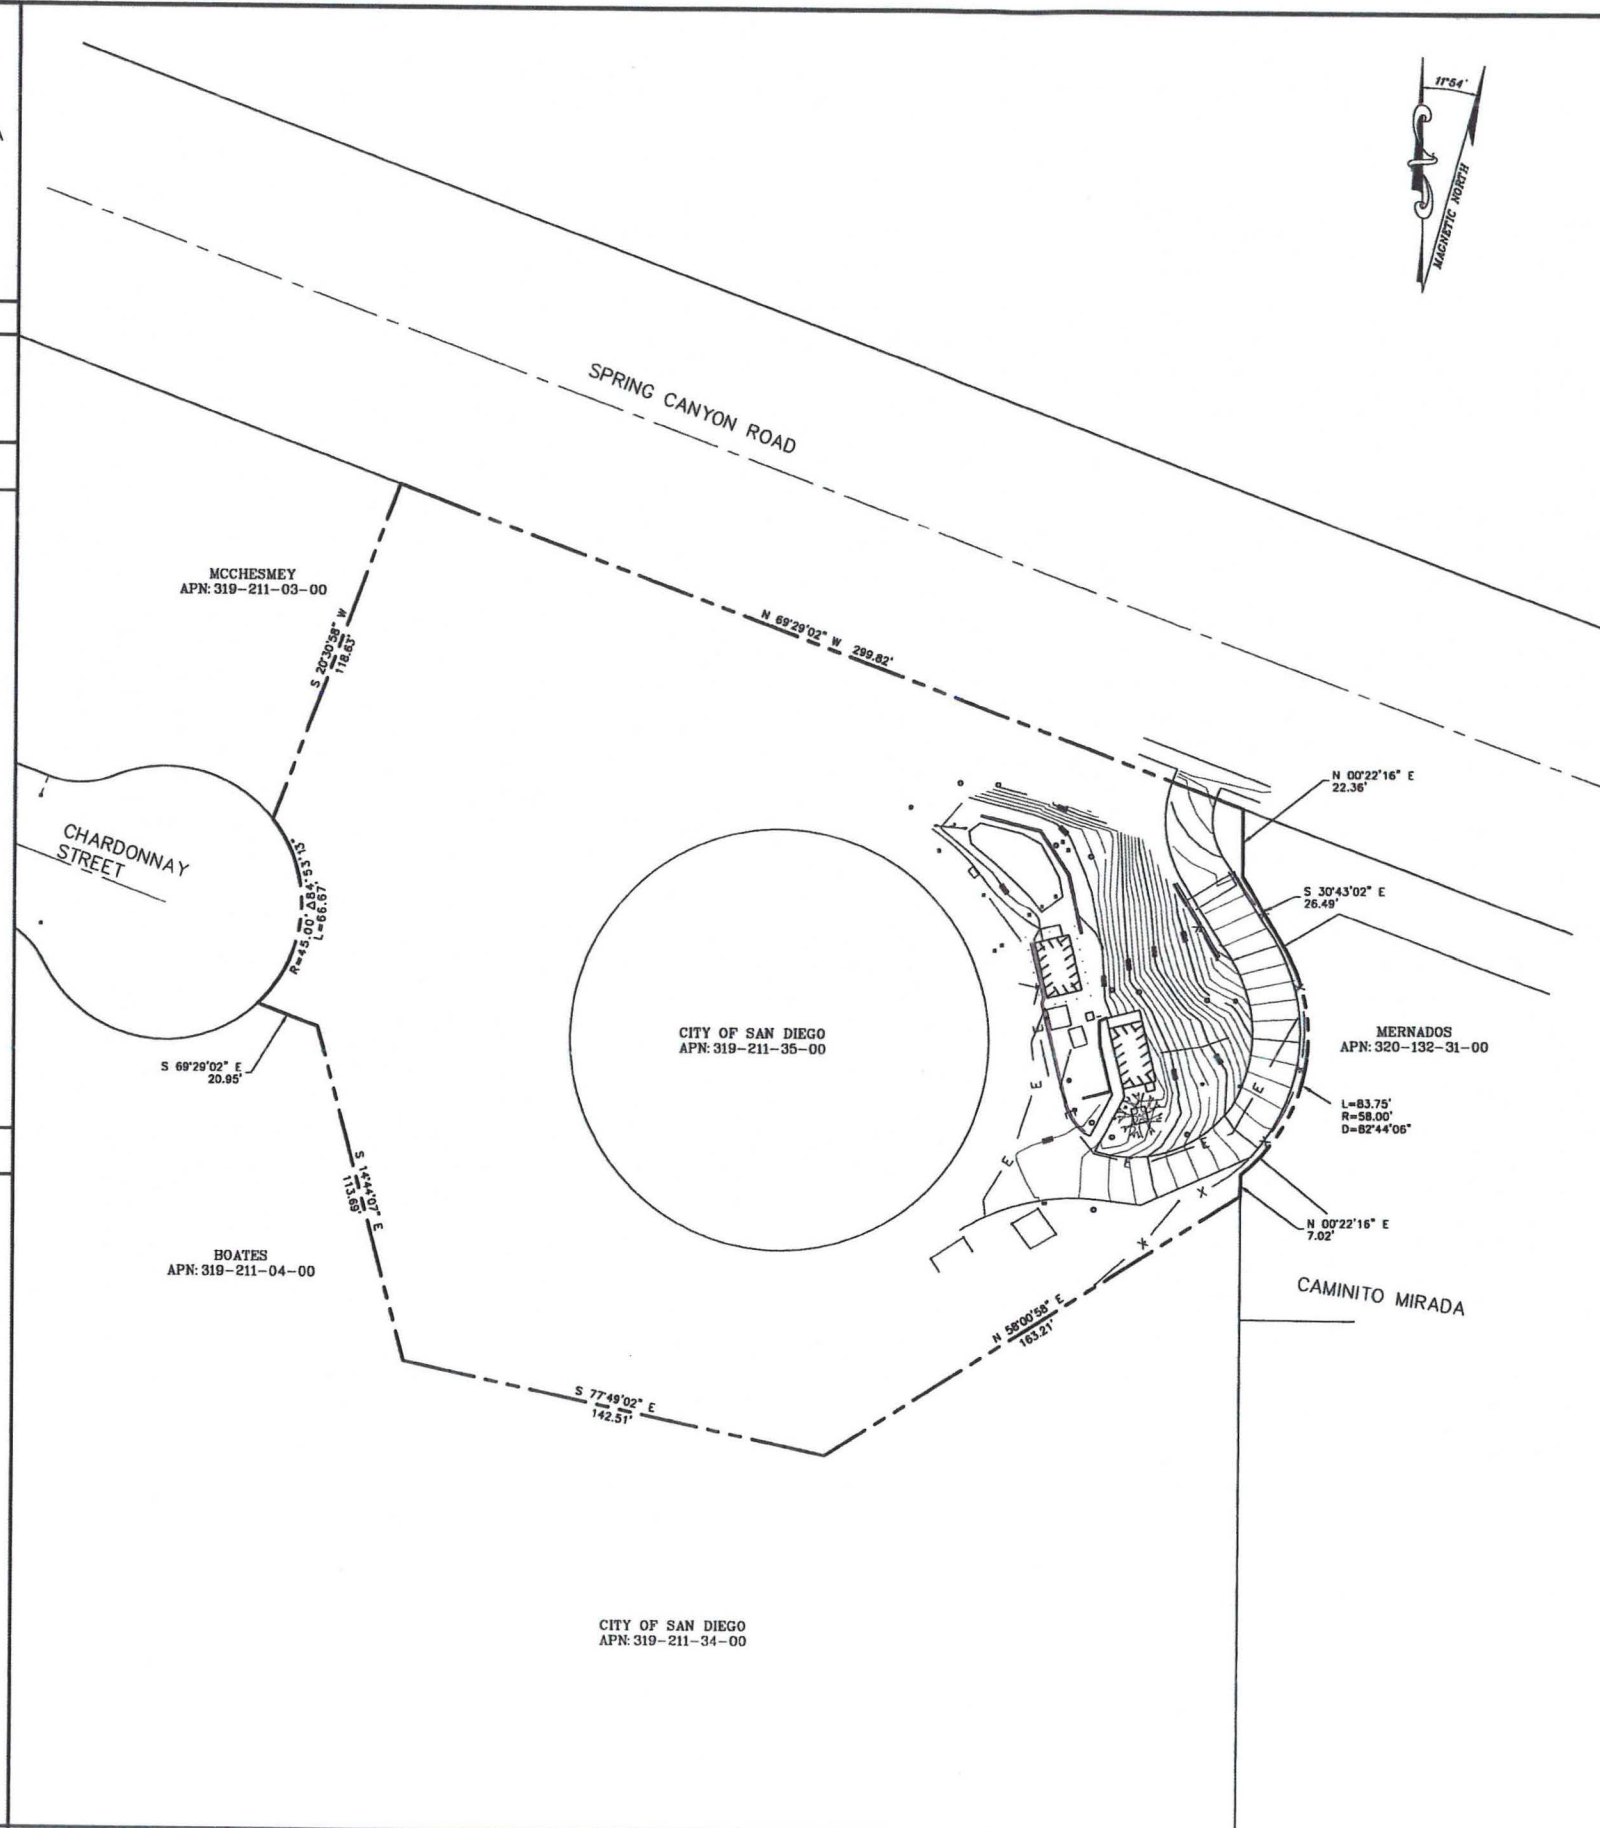 11°54'
MAGNETIC NORTH
SPRING CANYON ROAD
MCCHESMEY
APN: 319-211-03-00
S 20°30'58" W
118.63'
N 69°29'02" W 299.82'
N 00°22'16" E
22.36'
CHARDONNAY
STREET
R=45.00' Δ84°53'13"
L=66.67'
S 30°43'02" E
26.49'
CITY OF SAN DIEGO
APN: 319-211-35-00
MERNADOS
APN: 320-132-31-00
S 69°29'02" E
20.95'
L=83.75'
R=58.00'
D=82°44'06"
E
E
E
E
E
X
X
S 14°44'07" E
113.69'
N 00°22'16" E
7.02'
BOATES
APN: 319-211-04-00
CAMINITO MIRADA
N 58°00'58" E
163.21'
S 77°49'02" E
142.51'
CITY OF SAN DIEGO
APN: 319-211-34-00